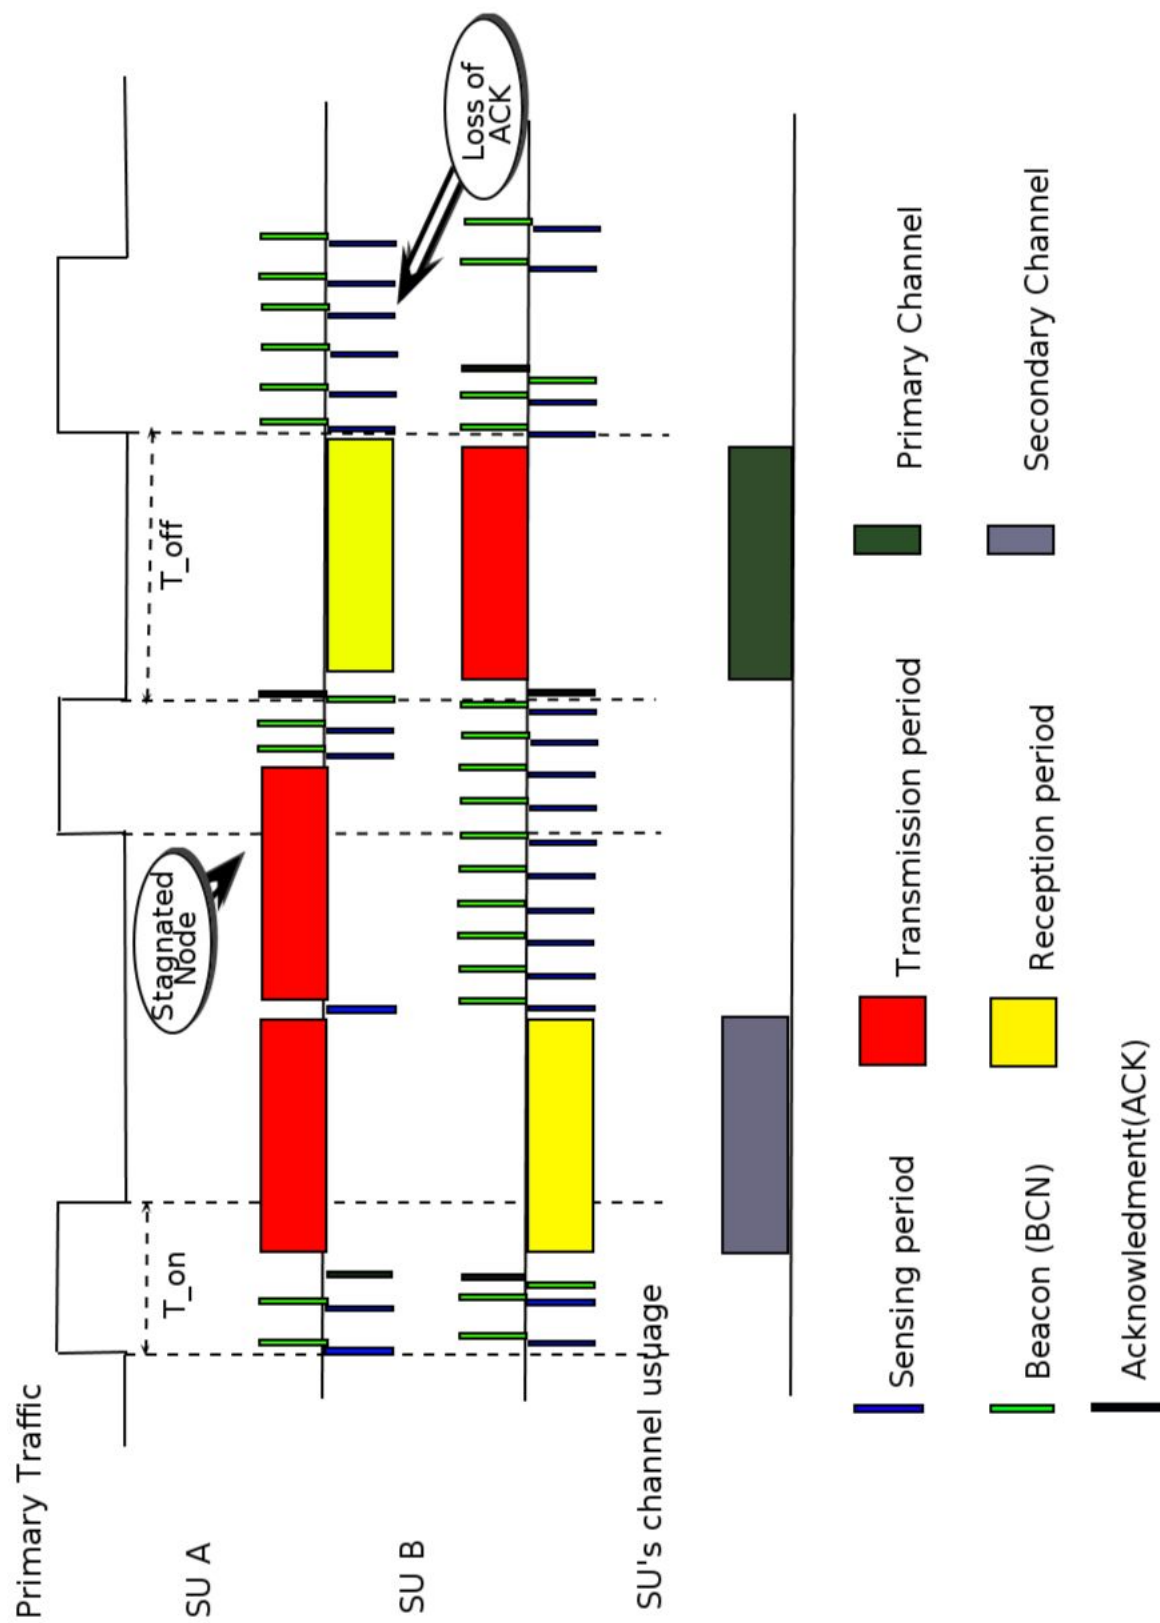 Primary Traffic
T_on
T_off
Stagnated
Node
Loss of
ACK
SU A
SU B
SU's channel usuage
Sensing period
Transmission period
Primary Channel
Beacon (BCN)
Reception period
Secondary Channel
Acknowledment(ACK)